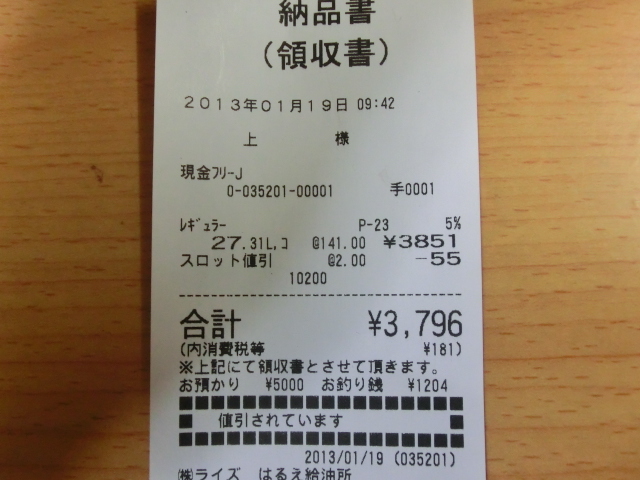 納品書
(領収書)
2013年01月19日 09:42
上 様
現金フリーJ
0-035201-00001 手0001
レギュラー P-23 5%
27.31L,コ @141.00 ¥3851
スロット値引 @2.00 -55
10200
合計 ¥3,796
(内消費税等 ¥181)
※上記にて領収書とさせて頂きます。
お預かり ¥5000 お釣り銭 ¥1204
値引されています
2013/01/19 (035201)
㈱ライズ はるえ給油所